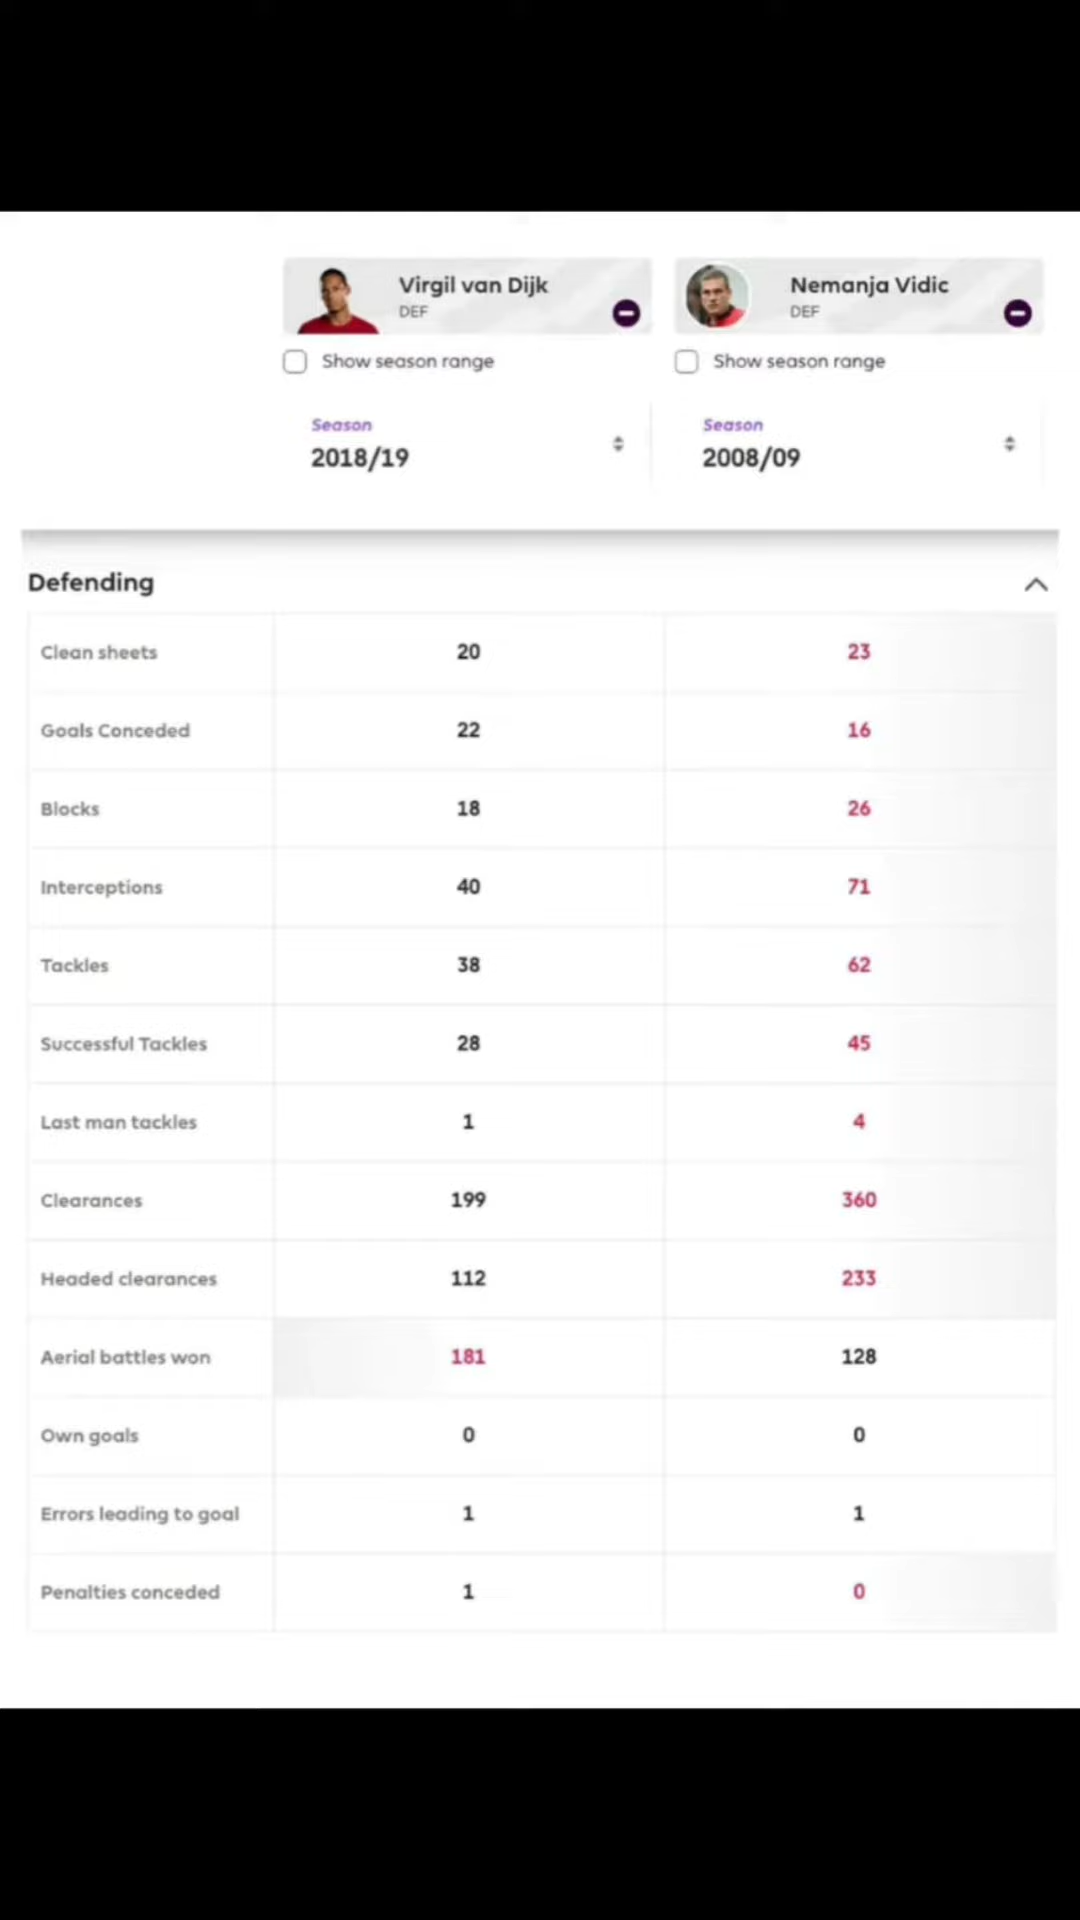 Virgil van Dijk
DEF
Nemanja Vidic
DEF
Show season range
Show season range
Season
2018/19
Season
2008/09
Defending
Clean sheets 20 23
Goals Conceded 22 16
Blocks 18 26
Interceptions 40 71
Tackles 38 62
Successful Tackles 28 45
Last man tackles 1 4
Clearances 199 360
Headed clearances 112 233
Aerial battles won 181 128
Own goals 0 0
Errors leading to goal 1 1
Penalties conceded 1 0